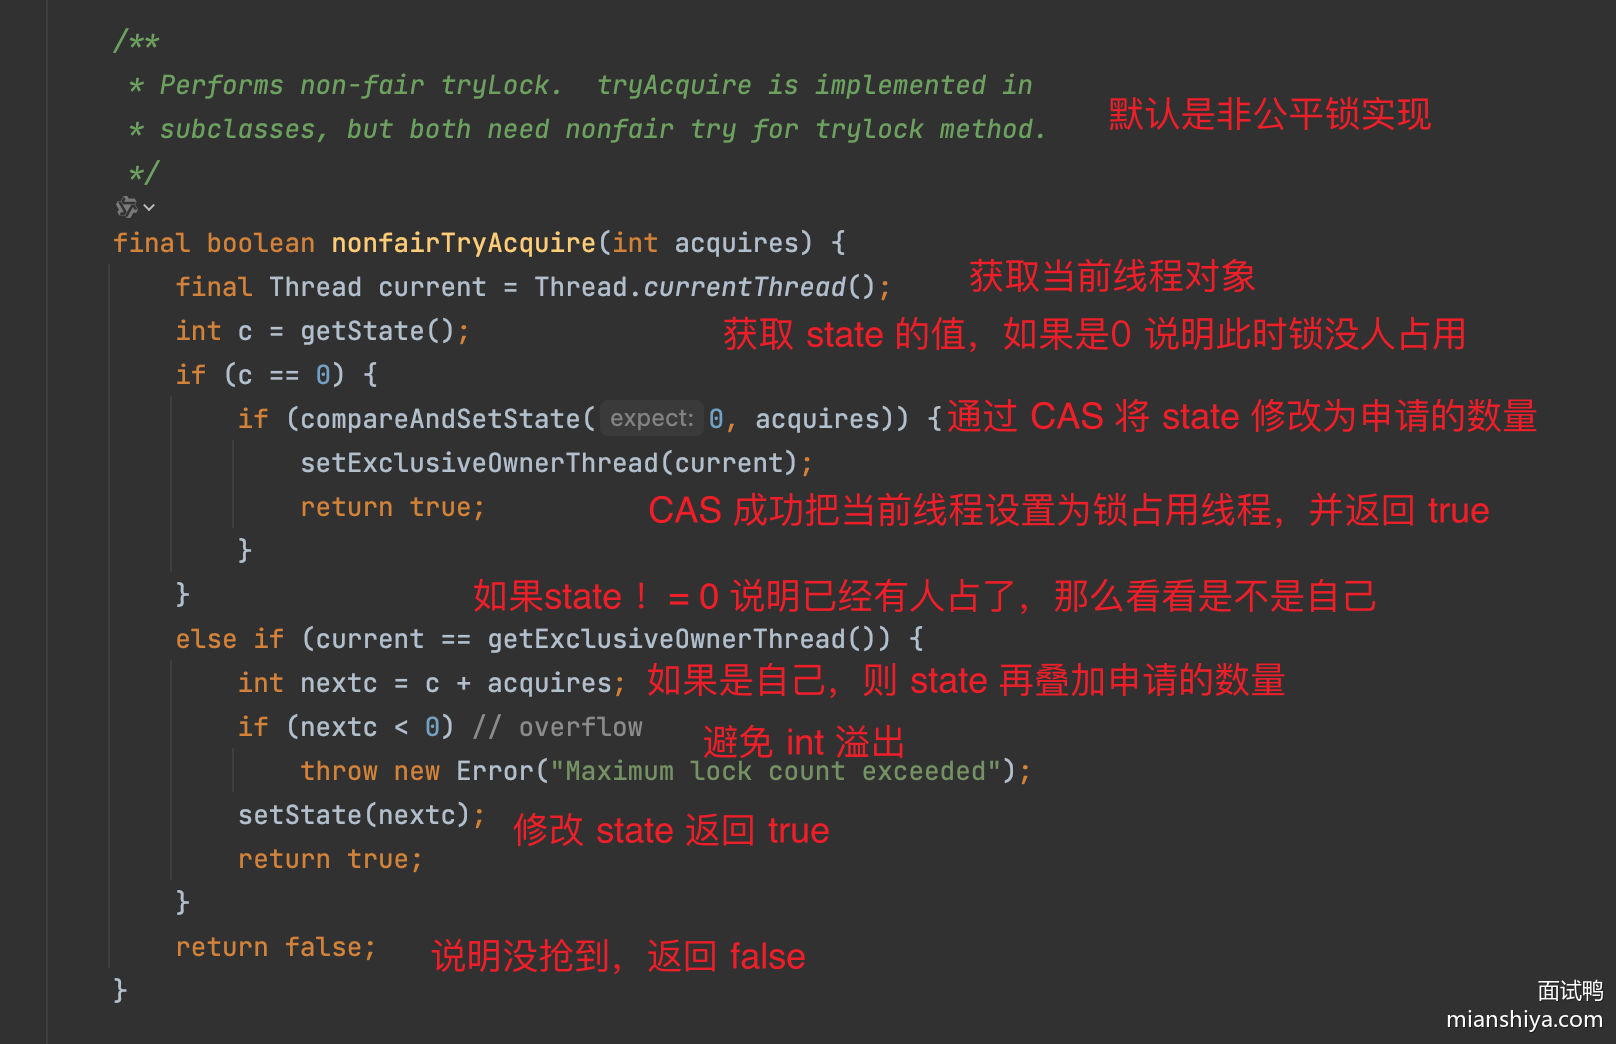 /**
* Performs non-fair tryLock.  tryAcquire is implemented in
默认是非公平锁实现
* subclasses, but both need nonfair try for trylock method.
*/
final boolean nonfairTryAcquire(int acquires) {
final Thread current = Thread.currentThread();
获取当前线程对象
int c = getState();
获取 state 的值，如果是0 说明此时锁没人占用
if (c == 0) {
if (compareAndSetState( expect: 0, acquires)) {
通过 CAS 将 state 修改为申请的数量
setExclusiveOwnerThread(current);
return true;
CAS 成功把当前线程设置为锁占用线程，并返回 true
}
}
如果state ！= 0 说明已经有人占了，那么看看是不是自己
else if (current == getExclusiveOwnerThread()) {
int nextc = c + acquires;
如果是自己，则 state 再叠加申请的数量
if (nextc < 0) // overflow
避免 int 溢出
throw new Error("Maximum lock count exceeded");
setState(nextc);
修改 state 返回 true
return true;
}
return false;
说明没抢到，返回 false
}
面试鸭
mianshiya.com